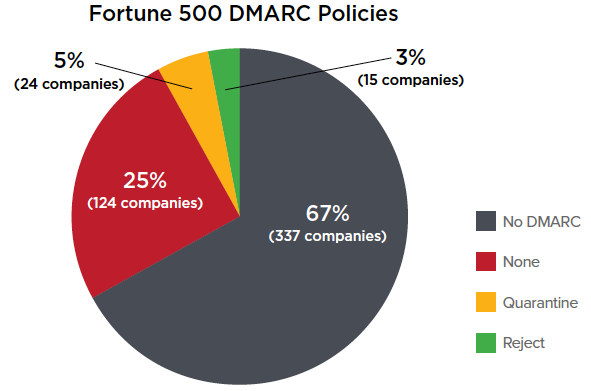 Fortune 500 DMARC Policies
5%
(24 companies)
3%
(15 companies)
25%
(124 companies)
67%
(337 companies)
No DMARC
None
Quarantine
Reject